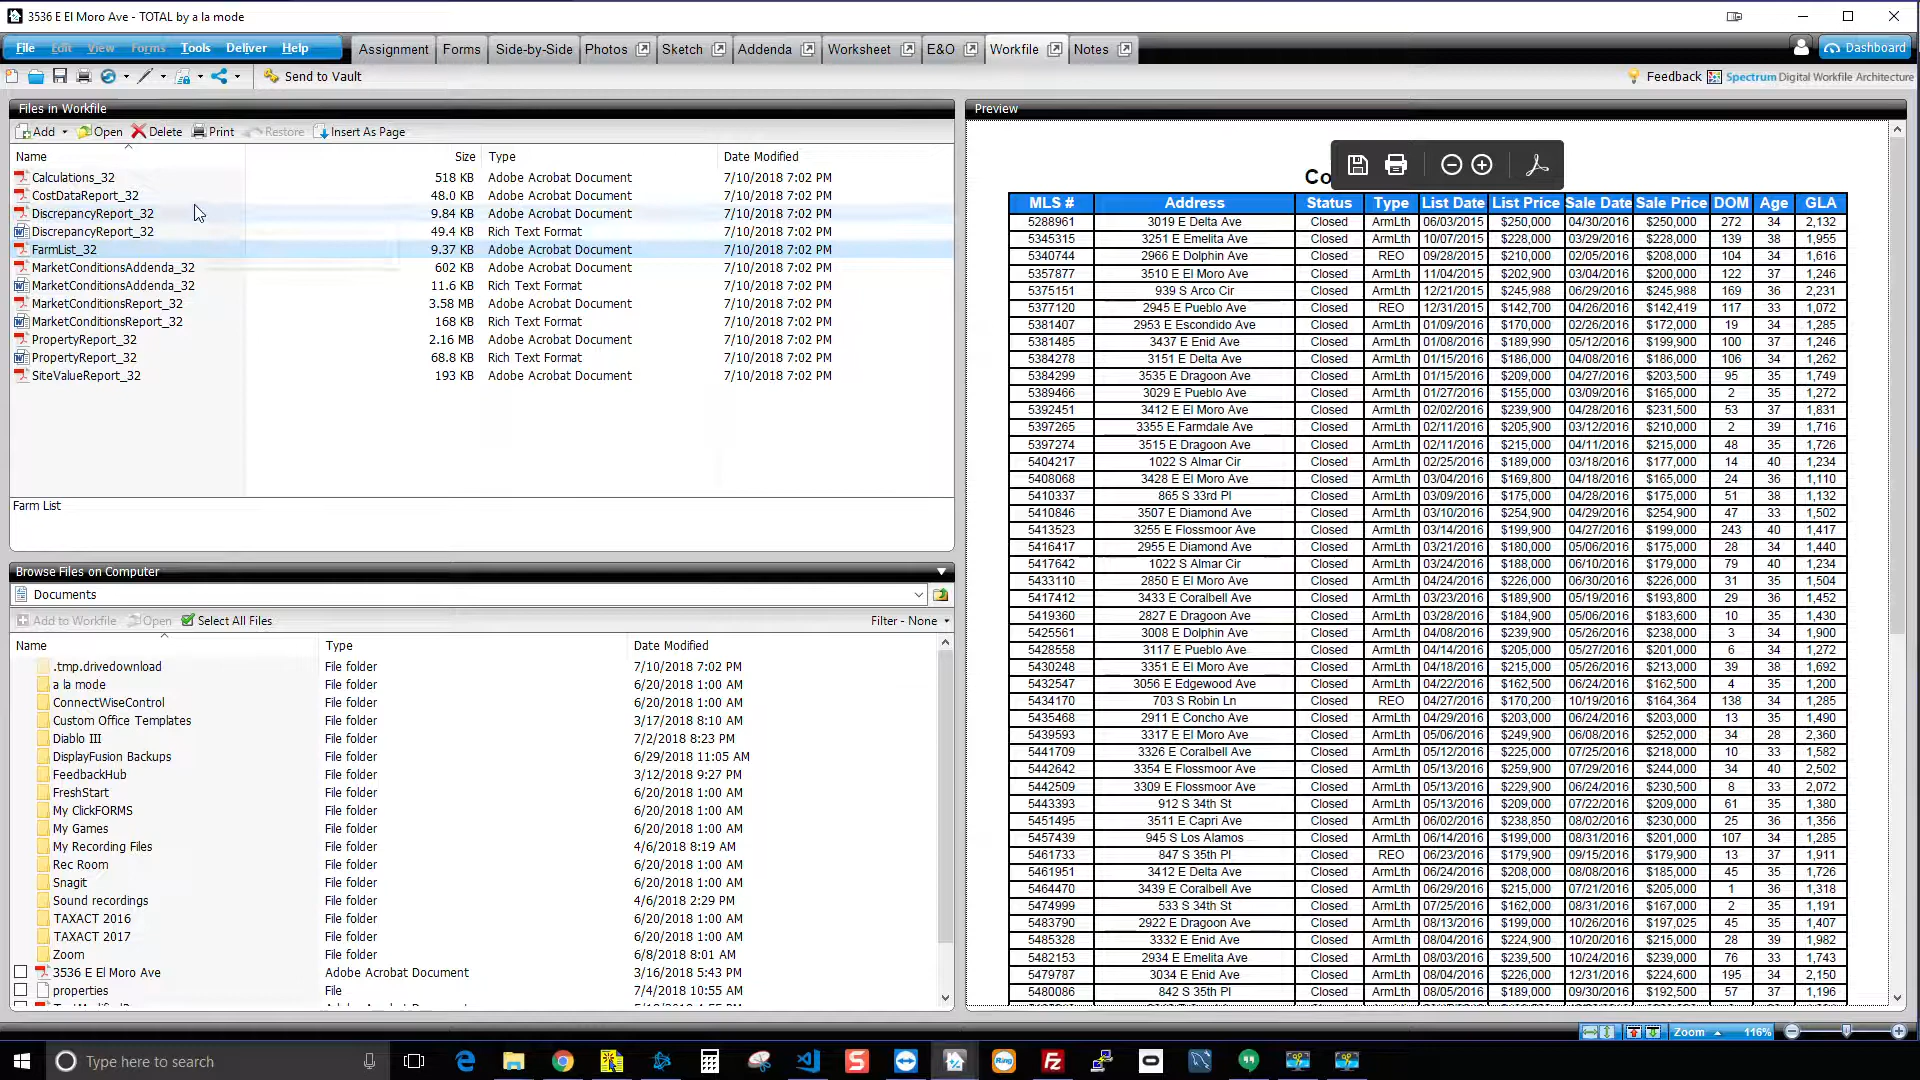 3536 E El Moro Ave - TOTAL by a la mode
File Edit View Forms Tools Deliver Help
Assignment Forms Side-by-Side Photos Sketch Addenda Worksheet E&O Workfile Notes
Dashboard
Send to Vault
Feedback Spectrum Digital Workfile Architecture
Files in Workfile
Add Open Delete Print Restore Insert As Page
Name Size Type Date Modified
Calculations_32 518 KB Adobe Acrobat Document 7/10/2018 7:02 PM
CostDataReport_32 48.0 KB Adobe Acrobat Document 7/10/2018 7:02 PM
DiscrepancyReport_32 9.84 KB Adobe Acrobat Document 7/10/2018 7:02 PM
DiscrepancyReport_32 49.4 KB Rich Text Format 7/10/2018 7:02 PM
FarmList_32 9.37 KB Adobe Acrobat Document 7/10/2018 7:02 PM
MarketConditionsAddenda_32 602 KB Adobe Acrobat Document 7/10/2018 7:02 PM
MarketConditionsAddenda_32 11.6 KB Rich Text Format 7/10/2018 7:02 PM
MarketConditionsReport_32 3.58 MB Adobe Acrobat Document 7/10/2018 7:02 PM
MarketConditionsReport_32 168 KB Rich Text Format 7/10/2018 7:02 PM
PropertyReport_32 2.16 MB Adobe Acrobat Document 7/10/2018 7:02 PM
PropertyReport_32 68.8 KB Rich Text Format 7/10/2018 7:02 PM
SiteValueReport_32 193 KB Adobe Acrobat Document 7/10/2018 7:02 PM
Farm List
Browse Files on Computer
Documents
Add to Workfile Open Select All Files Filter - None
Name Type Date Modified
.tmp.drivedownload File folder 7/10/2018 7:02 PM
a la mode File folder 6/20/2018 1:00 AM
ConnectWiseControl File folder 6/20/2018 1:00 AM
Custom Office Templates File folder 3/17/2018 8:10 AM
Diablo III File folder 7/2/2018 8:23 PM
DisplayFusion Backups File folder 6/29/2018 11:05 AM
FeedbackHub File folder 3/12/2018 9:27 PM
FreshStart File folder 6/20/2018 1:00 AM
My ClickFORMS File folder 6/20/2018 1:00 AM
My Games File folder 6/20/2018 1:00 AM
My Recording Files File folder 4/6/2018 8:19 AM
Rec Room File folder 6/20/2018 1:00 AM
Snagit File folder 6/20/2018 1:00 AM
Sound recordings File folder 4/6/2018 2:29 PM
TAXACT 2016 File folder 6/20/2018 1:00 AM
TAXACT 2017 File folder 6/20/2018 1:00 AM
Zoom File folder 6/8/2018 8:01 AM
3536 E El Moro Ave Adobe Acrobat Document 3/16/2018 5:43 PM
properties File 7/4/2018 10:55 AM
Preview
Co
MLS # Address Status Type List Date List Price Sale Date Sale Price DOM Age GLA
5288961 3019 E Delta Ave Closed ArmLth 06/03/2015 $250,000 04/30/2016 $250,000 272 34 2,132
5345315 3251 E Emelita Ave Closed ArmLth 10/07/2015 $228,000 03/29/2016 $228,000 139 38 1,955
5340744 2966 E Dolphin Ave Closed REO 09/28/2015 $210,000 02/05/2016 $208,000 104 34 1,616
5357877 3510 E El Moro Ave Closed ArmLth 11/04/2015 $202,900 03/04/2016 $200,000 122 37 1,246
5375151 939 S Arco Cir Closed ArmLth 12/21/2015 $245,988 06/29/2016 $245,988 169 36 2,231
5377120 2945 E Pueblo Ave Closed REO 12/31/2015 $142,700 04/26/2016 $142,419 117 33 1,072
5381407 2953 E Escondido Ave Closed ArmLth 01/09/2016 $170,000 02/26/2016 $172,000 19 34 1,285
5381485 3437 E Enid Ave Closed ArmLth 01/08/2016 $189,990 05/12/2016 $199,900 100 37 1,246
5384278 3151 E Delta Ave Closed ArmLth 01/15/2016 $186,000 04/08/2016 $186,000 106 34 1,262
5384299 3535 E Dragoon Ave Closed ArmLth 01/15/2016 $209,000 04/27/2016 $203,500 95 35 1,749
5389466 3029 E Pueblo Ave Closed ArmLth 01/27/2016 $155,000 03/09/2016 $165,000 2 35 1,272
5392451 3412 E El Moro Ave Closed ArmLth 02/02/2016 $239,900 04/28/2016 $231,500 53 37 1,831
5397265 3355 E Farmdale Ave Closed ArmLth 02/11/2016 $205,900 03/12/2016 $210,000 2 39 1,716
5397274 3515 E Dragoon Ave Closed ArmLth 02/11/2016 $215,000 04/11/2016 $215,000 48 35 1,726
5404217 1022 S Almar Cir Closed ArmLth 02/25/2016 $189,000 03/18/2016 $177,000 14 40 1,234
5408068 3428 E El Moro Ave Closed ArmLth 03/04/2016 $169,800 04/18/2016 $165,000 24 36 1,110
5410337 865 S 33rd Pl Closed ArmLth 03/09/2016 $175,000 04/28/2016 $175,000 51 38 1,132
5410846 3507 E Diamond Ave Closed ArmLth 03/10/2016 $254,900 04/29/2016 $254,900 47 33 1,502
5413523 3255 E Flossmoor Ave Closed ArmLth 03/14/2016 $199,900 04/27/2016 $199,000 243 40 1,417
5416417 2955 E Diamond Ave Closed ArmLth 03/21/2016 $180,000 05/06/2016 $175,000 28 34 1,440
5417642 1022 S Almar Cir Closed ArmLth 03/24/2016 $188,000 06/10/2016 $179,000 79 40 1,234
5433110 2850 E El Moro Ave Closed ArmLth 04/24/2016 $226,000 06/30/2016 $226,000 31 35 1,504
5417412 3433 E Coralbell Ave Closed ArmLth 03/23/2016 $189,900 05/19/2016 $193,800 29 36 1,452
5419360 2827 E Dragoon Ave Closed ArmLth 03/28/2016 $184,900 05/06/2016 $183,600 10 35 1,430
5425561 3008 E Dolphin Ave Closed ArmLth 04/08/2016 $239,900 05/26/2016 $238,000 3 34 1,900
5428558 3117 E Pueblo Ave Closed ArmLth 04/14/2016 $205,000 05/27/2016 $201,000 6 34 1,272
5430248 3351 E El Moro Ave Closed ArmLth 04/18/2016 $215,000 05/26/2016 $213,000 39 38 1,692
5432547 3056 E Edgewood Ave Closed ArmLth 04/22/2016 $162,500 06/24/2016 $162,500 4 35 1,200
5434170 703 S Robin Ln Closed REO 04/27/2016 $170,200 10/19/2016 $164,364 138 34 1,285
5435468 2911 E Concho Ave Closed ArmLth 04/29/2016 $203,000 06/24/2016 $203,000 13 35 1,490
5439593 3317 E El Moro Ave Closed ArmLth 05/06/2016 $249,900 06/08/2016 $252,000 34 28 2,360
5441709 3326 E Coralbell Ave Closed ArmLth 05/12/2016 $225,000 07/25/2016 $218,000 10 33 1,582
5442642 3354 E Flossmoor Ave Closed ArmLth 05/13/2016 $259,900 07/29/2016 $244,000 34 40 2,502
5442509 3309 E Flossmoor Ave Closed ArmLth 05/13/2016 $229,900 06/24/2016 $230,500 8 33 2,072
5443393 912 S 34th St Closed ArmLth 05/13/2016 $209,000 07/22/2016 $209,000 61 35 1,380
5451495 3511 E Capri Ave Closed ArmLth 06/02/2016 $238,850 08/02/2016 $230,000 25 36 1,356
5457439 945 S Los Alamos Closed ArmLth 06/14/2016 $199,000 08/31/2016 $201,000 107 34 1,285
5461733 847 S 35th Pl Closed REO 06/23/2016 $179,900 09/15/2016 $179,900 13 37 1,911
5461951 3412 E Delta Ave Closed ArmLth 06/24/2016 $208,000 08/08/2016 $185,000 45 35 1,726
5464470 3439 E Coralbell Ave Closed ArmLth 06/29/2016 $215,000 07/21/2016 $205,000 1 36 1,318
5474999 533 S 34th St Closed ArmLth 07/25/2016 $162,000 08/31/2016 $167,000 2 35 1,191
5483790 2922 E Dragoon Ave Closed ArmLth 08/13/2016 $199,000 10/26/2016 $197,025 45 35 1,407
5485328 3332 E Enid Ave Closed ArmLth 08/04/2016 $224,900 10/20/2016 $215,000 28 39 1,982
5482153 2934 E Emelita Ave Closed ArmLth 08/03/2016 $239,500 10/24/2016 $239,000 76 33 1,743
5479787 3034 E Enid Ave Closed ArmLth 08/04/2016 $226,000 12/31/2016 $224,600 195 34 2,150
5480086 842 S 35th Pl Closed ArmLth 08/05/2016 $189,000 09/30/2016 $192,500 57 37 1,196
Zoom 116%
Type here to search
Ring